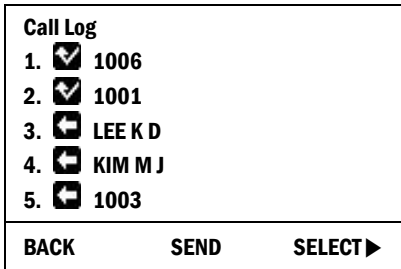 Call Log
1. 1006
2. 1001
3. LEE K D
4. KIM M J
5. 1003
BACK SEND SELECT▶